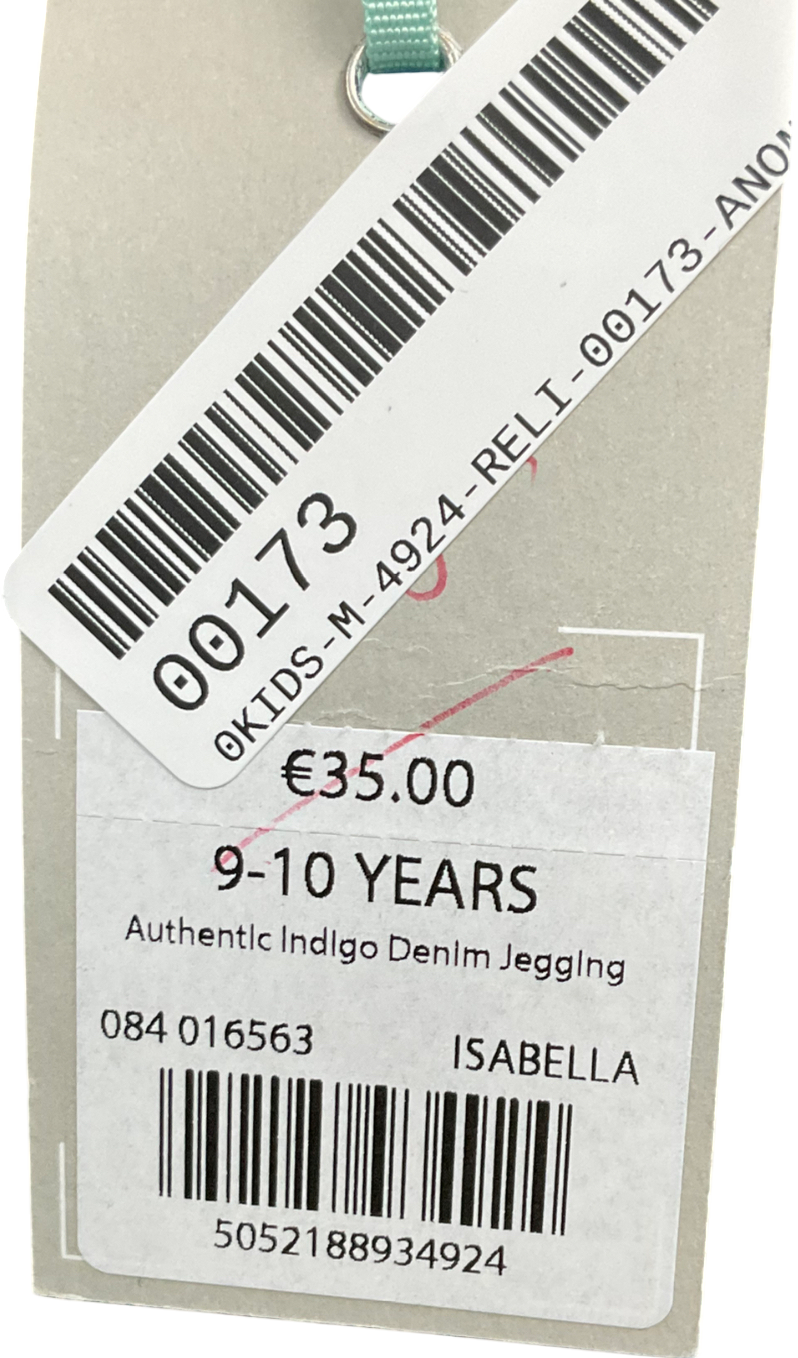 00173
0KIDS-M-4924-RELI-00173-ANON
€35.00
9-10 YEARS
Authentic Indigo Denim Jegging
084 016563
ISABELLA
5052188934924